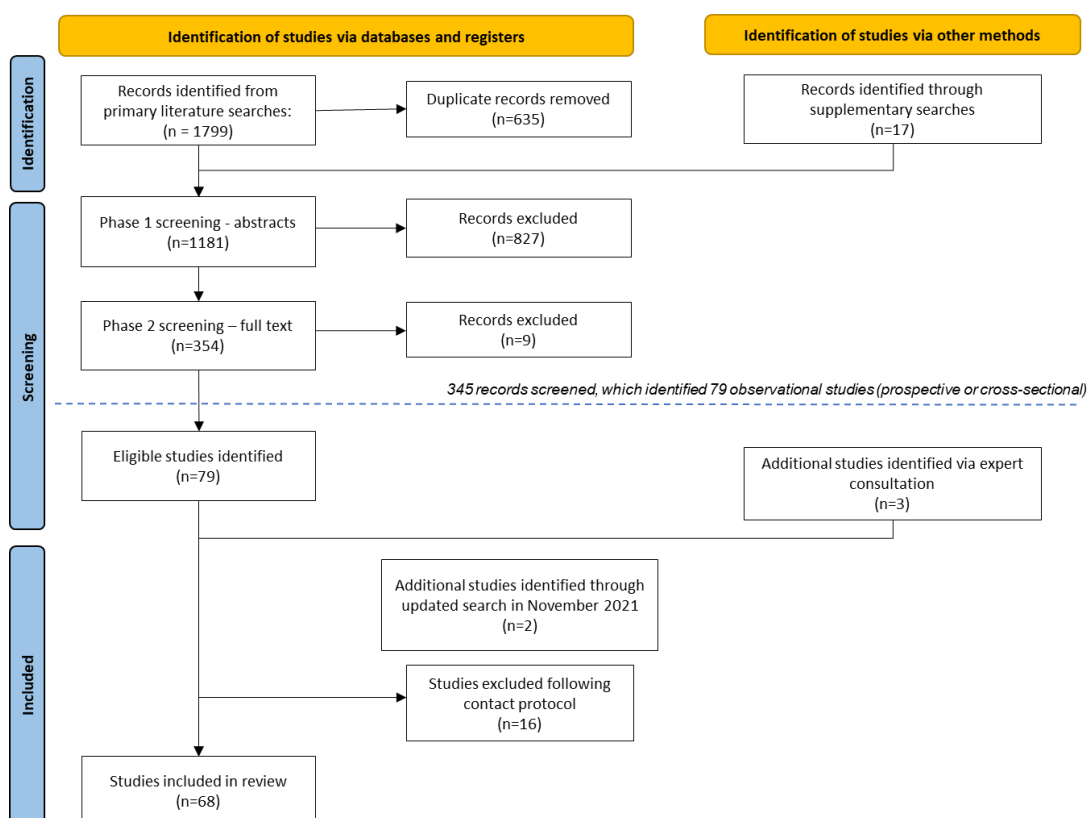 Identification of studies via databases and registers
Identification of studies via other methods
Identification
Records identified from
primary literature searches:
(n = 1799)
Duplicate records removed
(n=635)
Records identified through
supplementary searches
(n=17)
Screening
Phase 1 screening - abstracts
(n=1181)
Records excluded
(n=827)
Phase 2 screening – full text
(n=354)
Records excluded
(n=9)
345 records screened, which identified 79 observational studies (prospective or cross-sectional)
Eligible studies identified
(n=79)
Additional studies identified via expert
consultation
(n=3)
Included
Additional studies identified through
updated search in November 2021
(n=2)
Studies excluded following
contact protocol
(n=16)
Studies included in review
(n=68)